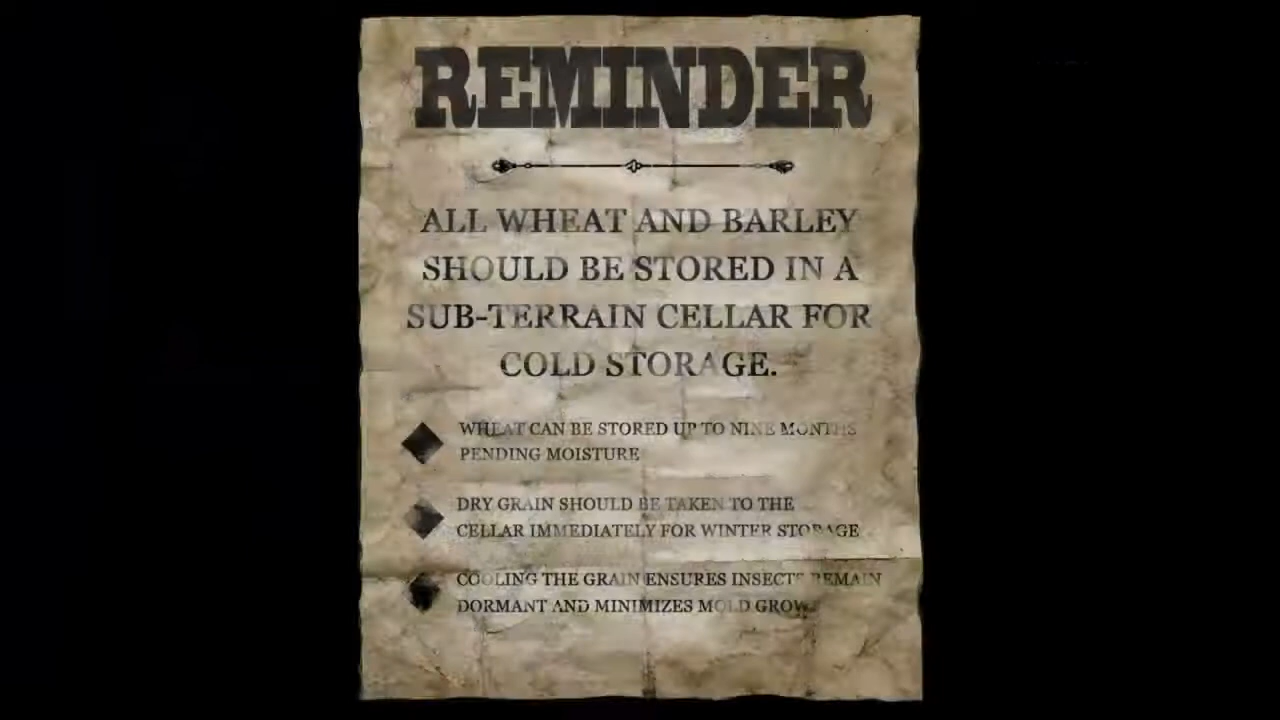 REMINDER
ALL WHEAT AND BARLEY
SHOULD BE STORED IN A
SUB-TERRAIN CELLAR FOR
COLD STORAGE.
WHEAT CAN BE STORED UP TO NINE MONTHS
PENDING MOISTURE
DRY GRAIN SHOULD BE TAKEN TO THE
CELLAR IMMEDIATELY FOR WINTER STORAGE
COOLING THE GRAIN ENSURES INSECTS REMAIN
DORMANT AND MINIMIZES MOLD